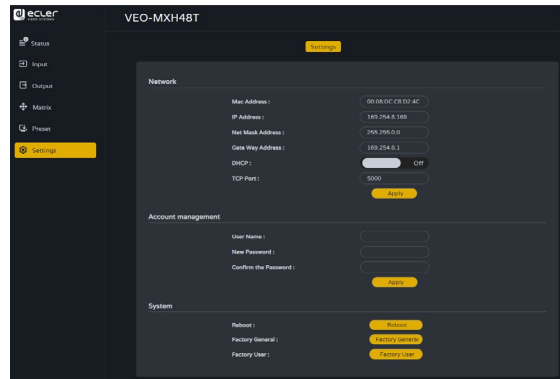 ecler
VIDEO SYSTEMS
VEO-MXH48T
Status
Input
Output
Matrix
Preset
Settings
Settings
Network
Mac Address : 00:08:DC:C8:D2:4C
IP Address : 169.254.8.168
Net Mask Address : 255.255.0.0
Gate Way Address : 169.254.8.1
DHCP : Off
TCP Port : 5000
Apply
Account management
User Name :
New Password :
Confirm the Password :
Apply
System
Reboot : Reboot
Factory General : Factory General
Factory User : Factory User